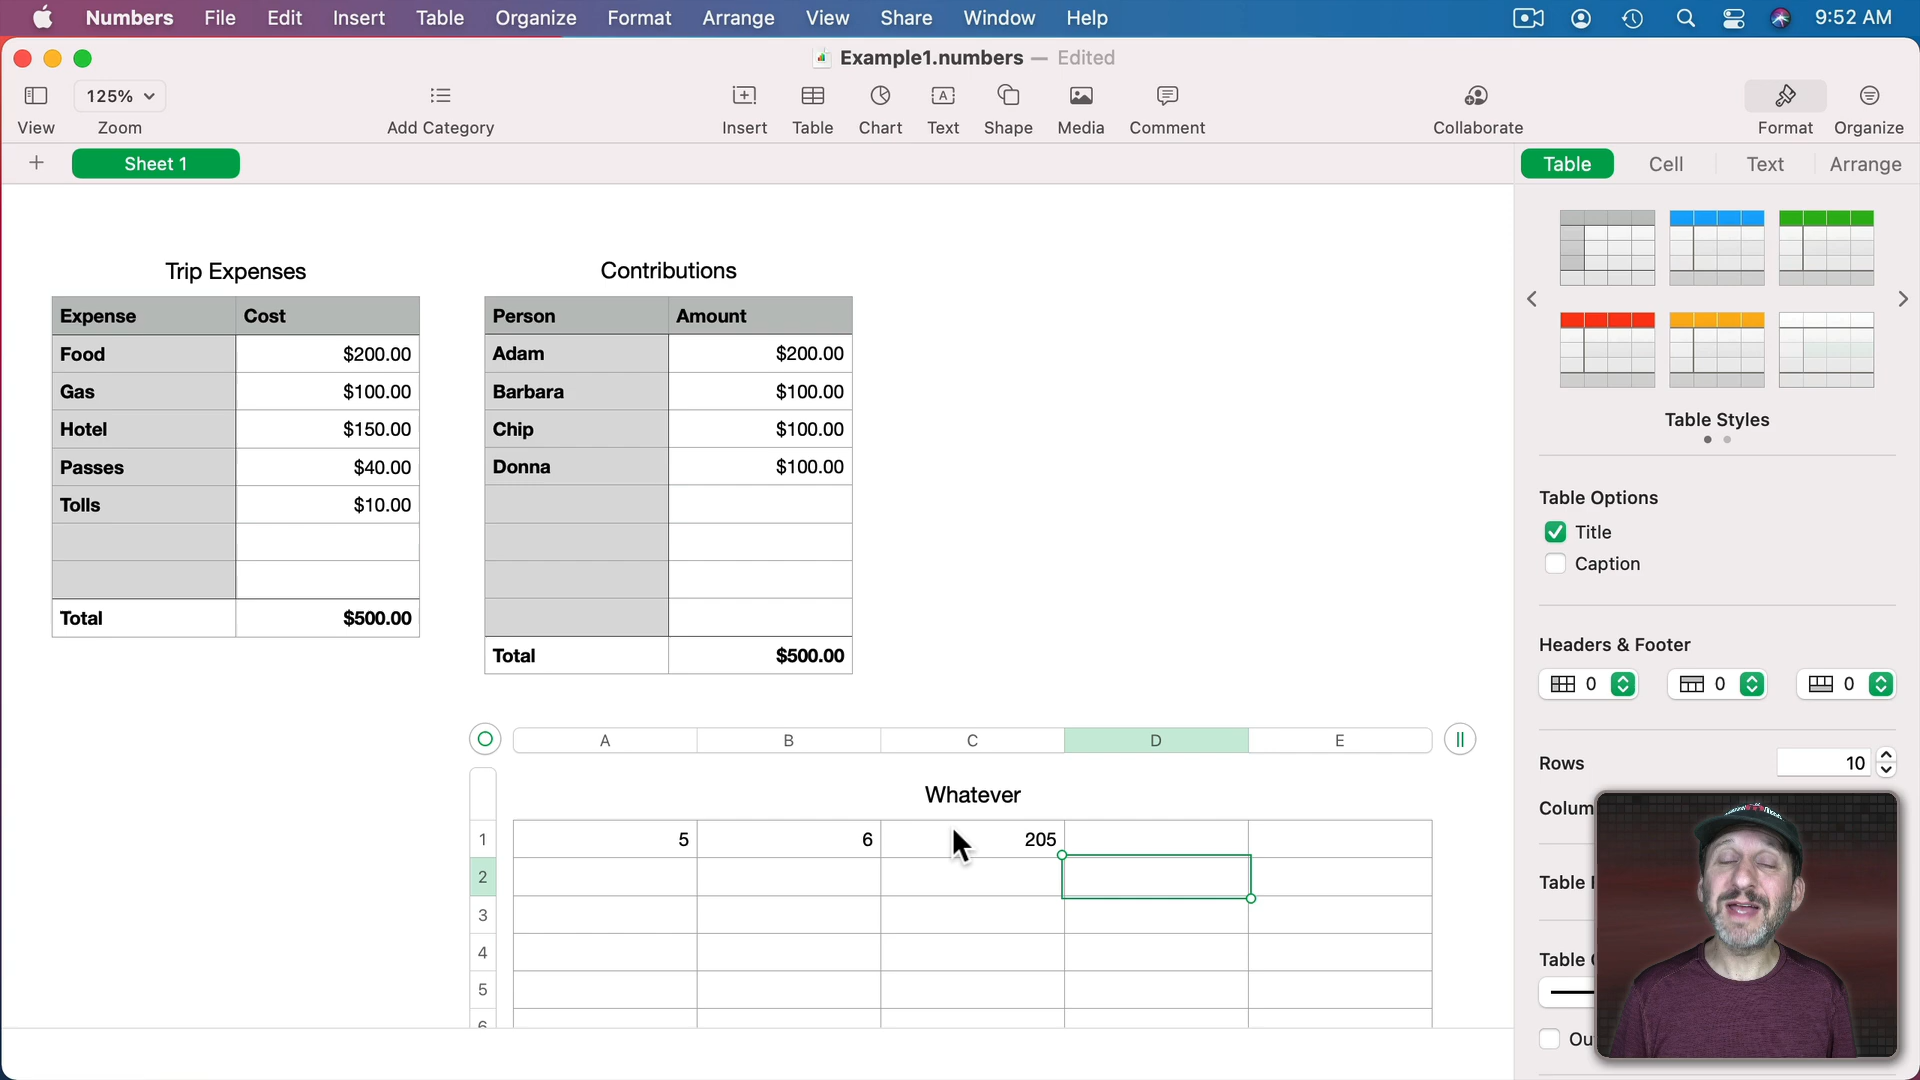 Numbers File Edit Insert Table Organize Format Arrange View Share Window Help 9:52 AM
Example1.numbers — Edited
125%
View Zoom Add Category Insert Table Chart Text Shape Media Comment Collaborate Format Organize
Sheet 1
Table Cell Text Arrange
Trip Expenses
Expense Cost
Food $200.00
Gas $100.00
Hotel $150.00
Passes $40.00
Tolls $10.00
Total $500.00
Contributions
Person Amount
Adam $200.00
Barbara $100.00
Chip $100.00
Donna $100.00
Total $500.00
A B C D E
Whatever
1 5 6 205
2
3
4
5
6
Table Styles
Table Options
Title
Caption
Headers & Footer
0 0 0
Rows 10
Colum
Table
Table
Ou